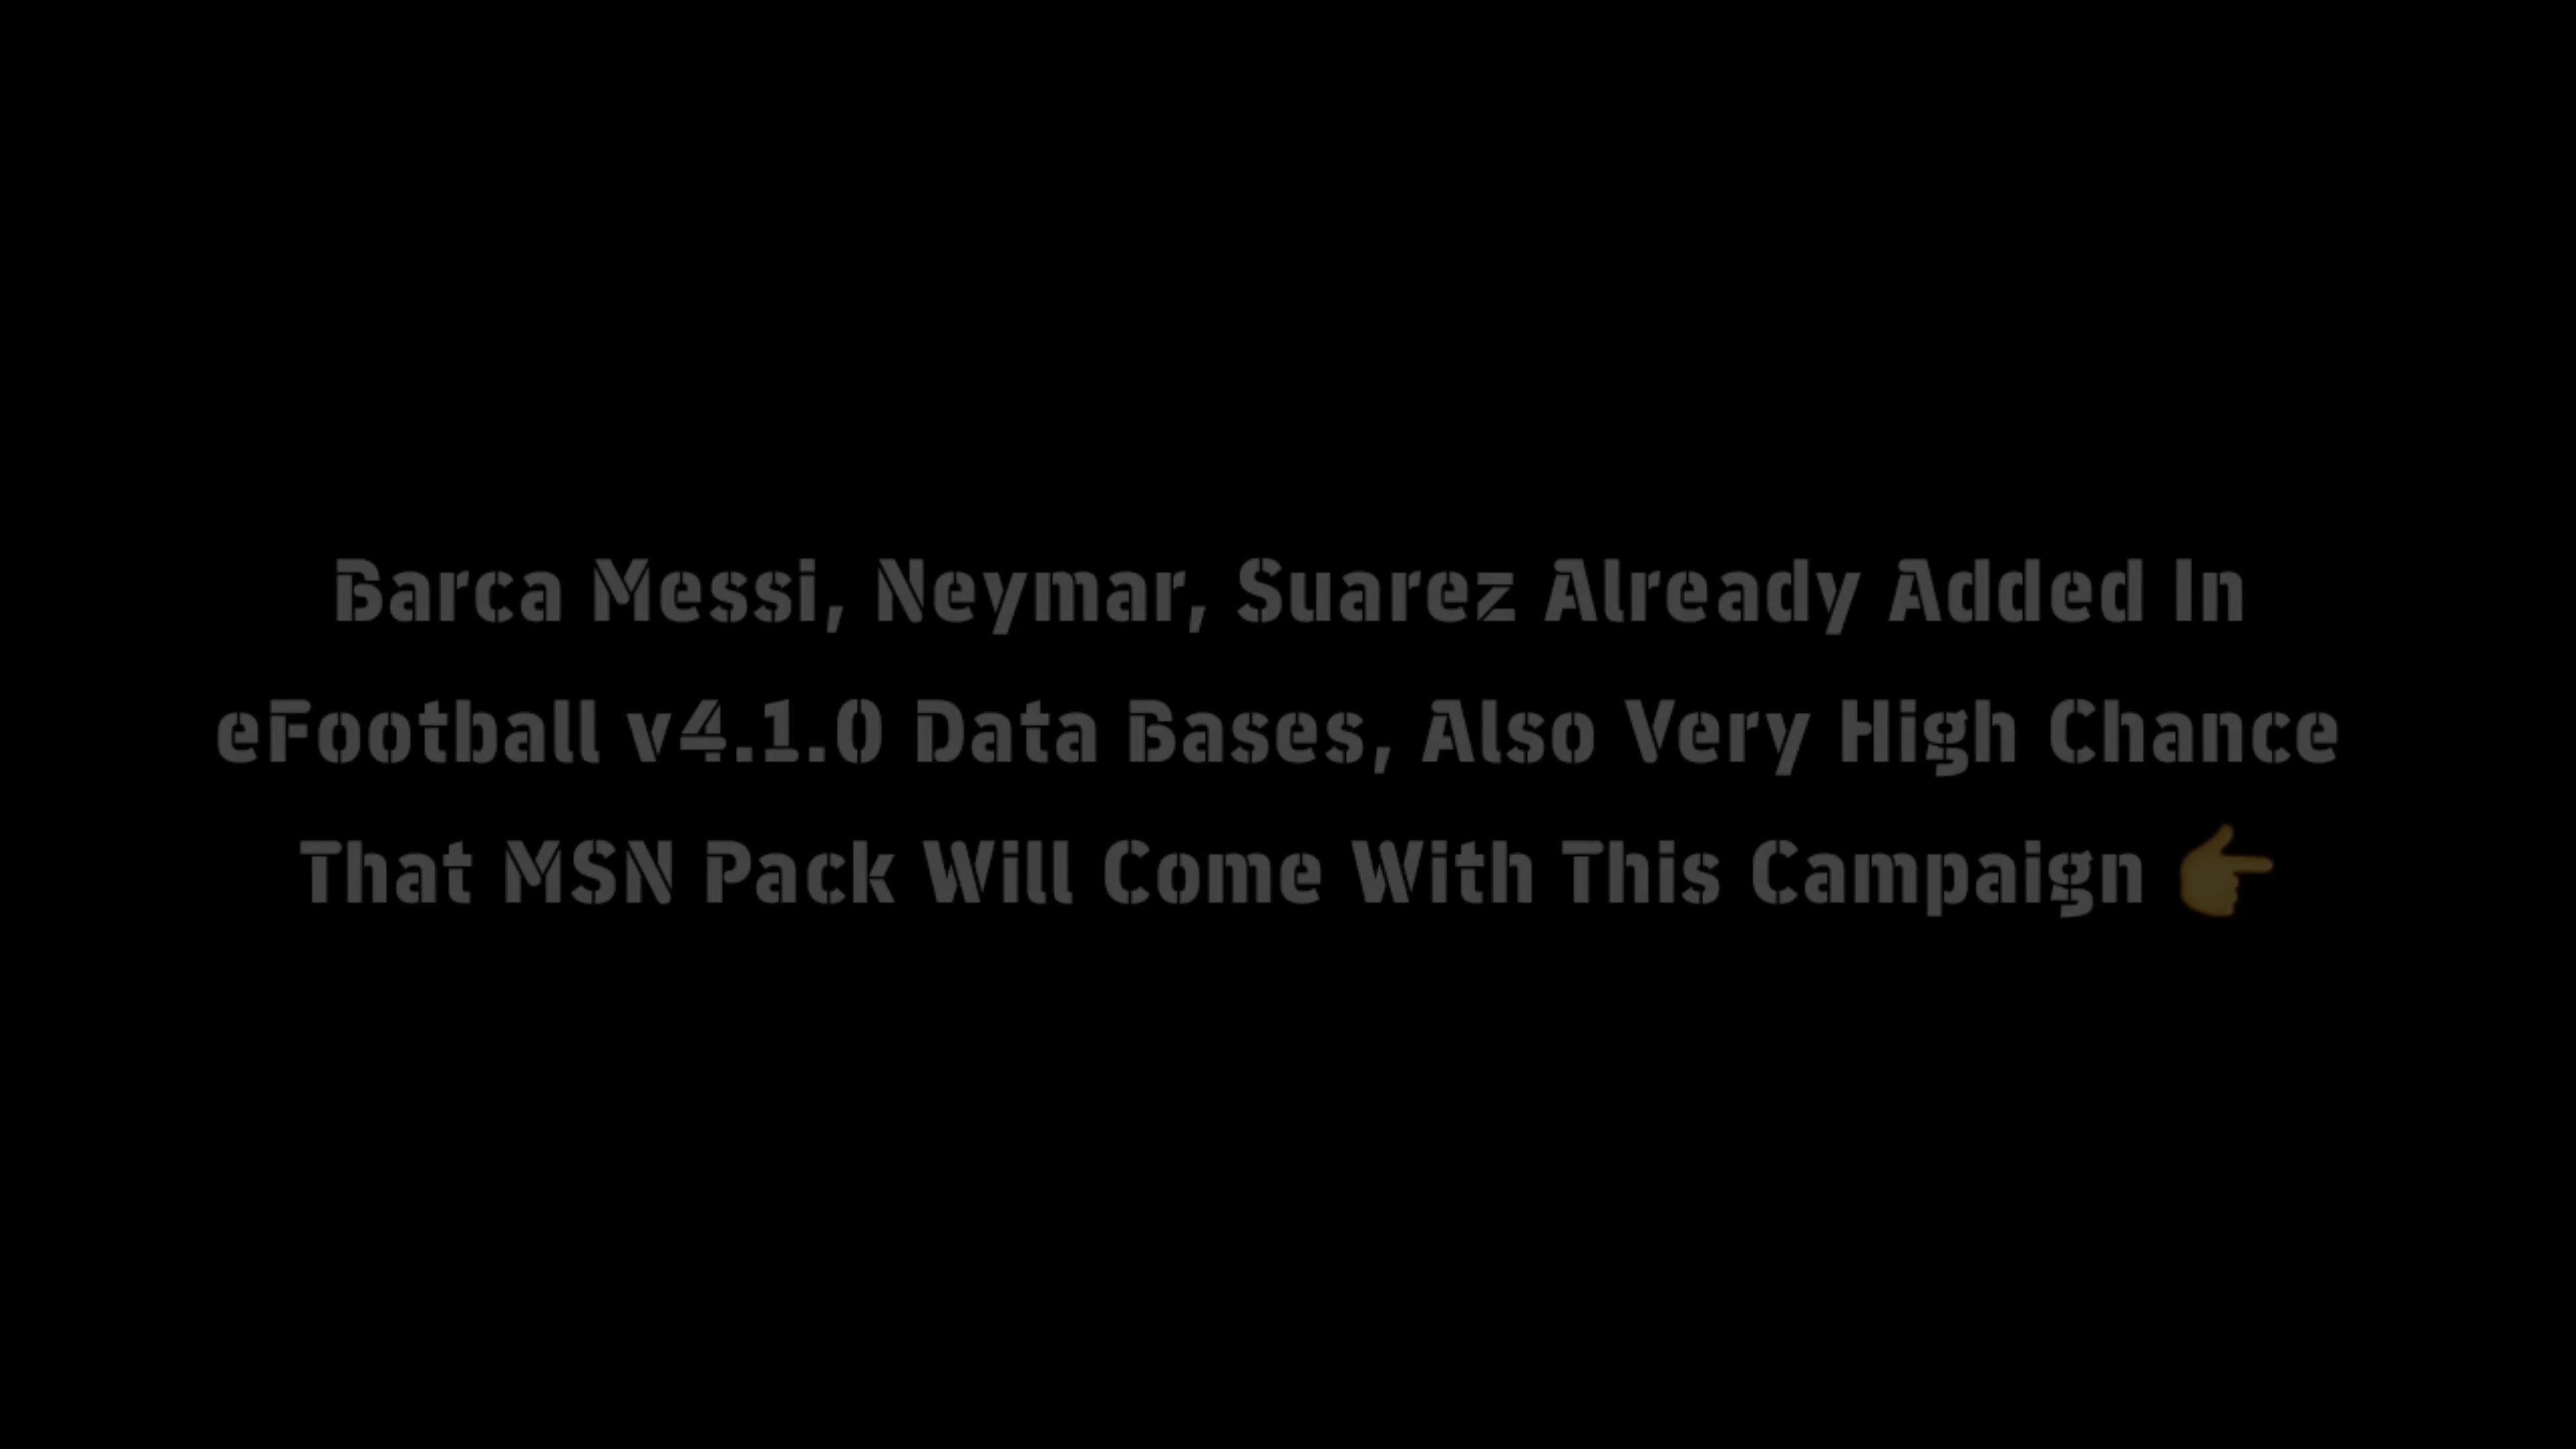 Barca Messi, Neymar, Suarez Already Added In
eFootball v4.1.0 Data Bases, Also Very High Chance
That MSN Pack Will Come With This Campaign 👉